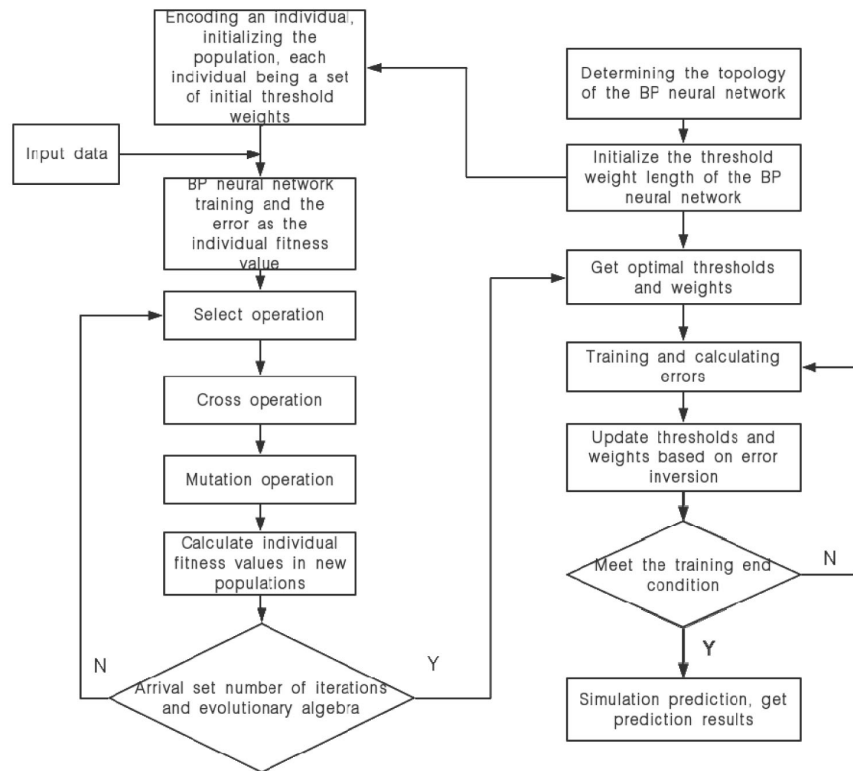 Encoding an individual,
initializing the
population, each
individual being a set
of initial threshold
weights
Input data
BP neural network
training and the
error as the
individual fitness
value
Select operation
Cross operation
Mutation operation
Calculate individual
fitness values in new
populations
N
Y
Arrival set number of iterations
and evolutionary algebra
Determining the topology
of the BP neural network
Initialize the threshold
weight length of the BP
neural network
Get optimal thresholds
and weights
Training and calculating
errors
Update thresholds and
weights based on error
inversion
Meet the training end
condition
N
Y
Simulation prediction, get
prediction results